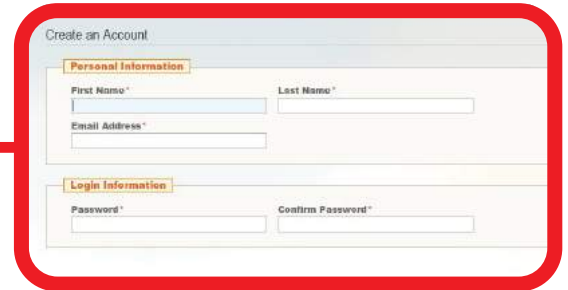 Create an Account
Personal Information
First Name* Last Name*
Email Address*
Login Information
Password* Confirm Password*